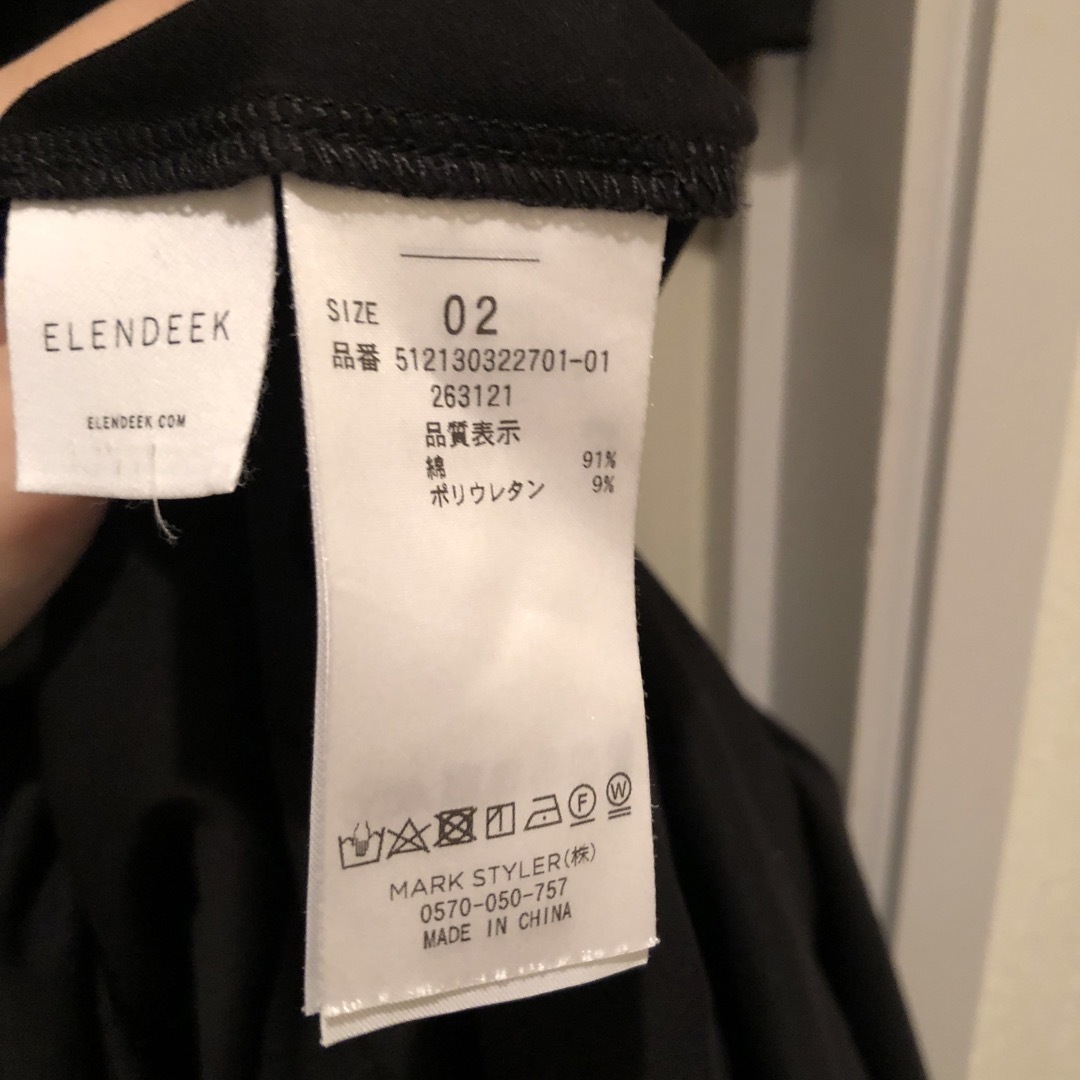 ELENDEEK
ELENDEEK.COM
SIZE 02
品番 512130322701-01
263121
品質表示
綿 91%
ポリウレタン 9%
F W
MARK STYLER(株)
0570-050-757
MADE IN CHINA